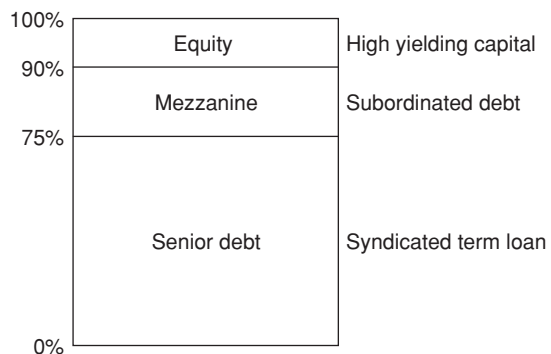 100%
Equity High yielding capital
90%
Mezzanine Subordinated debt
75%
Senior debt Syndicated term loan
0%